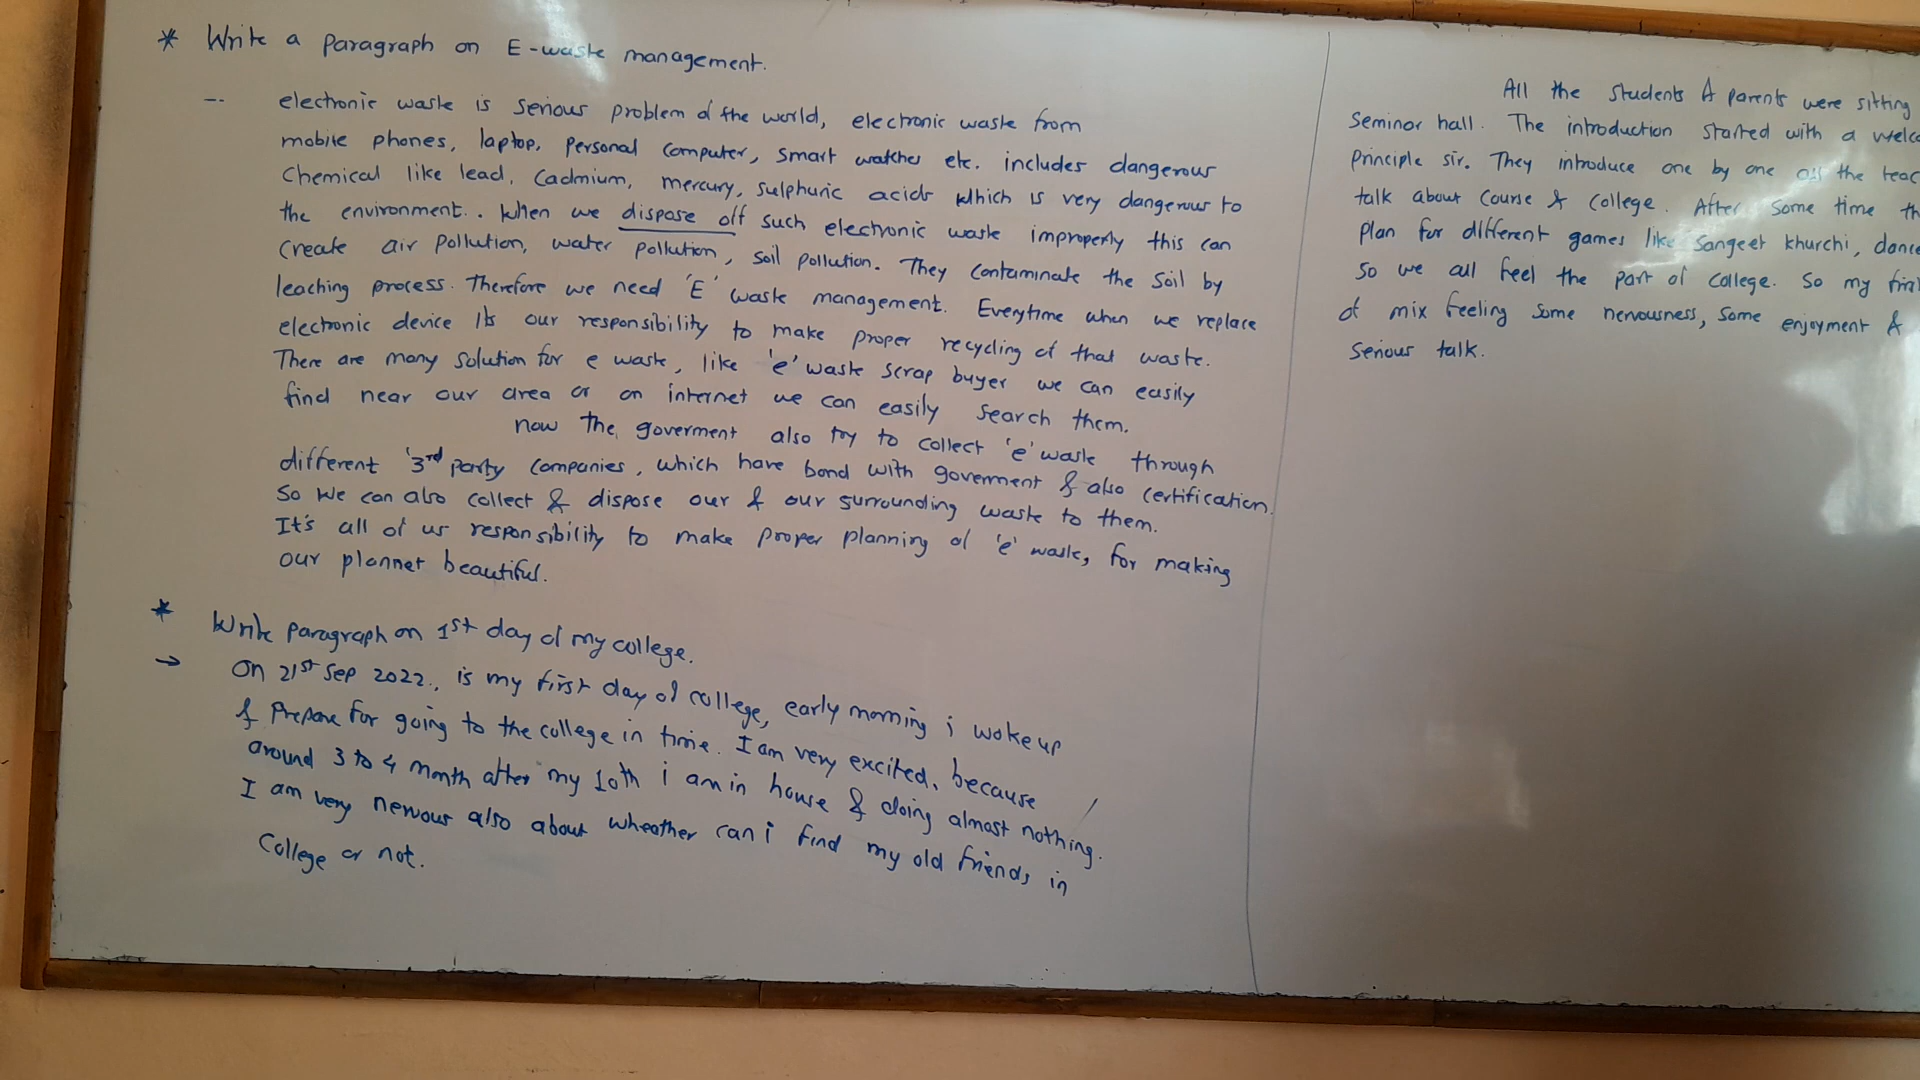 * Write a paragraph on E-waste management.
-. electronic waste is serious problem of the world, electronic waste from
mobile phones, laptop, personal computer, smart watches etc. includes dangerous
chemical like lead, cadmium, mercury, sulphuric acids which is very dangerous to
the environment.. When we dispose off such electronic waste improperly this can
create air pollution, water pollution, soil pollution. They contaminate the soil by
leaching process. Therefore we need 'E' waste management. Everytime when we replace
electronic device Its our responsibility to make proper recycling of that waste.
There are many solution for e waste, like 'e' waste scrap buyer we can easily
find near our area or on internet we can easily search them.
now the goverment also try to collect 'e' waste through
different '3rd party companies, which have bond with goverment & also certification.
So we can also collect & dispose our & our surrounding waste to them.
It's all of us responsibility to make proper planning of 'e' waste, for making
our plannet beautiful.
* Write paragraph on 1st day of my college.
→ On 21st Sep 2022., is my first day of college, early morning i woke up
& prepare for going to the college in time. I am very excited, because
around 3 to 4 month after my 10th i am in house & doing almost nothing.
I am very nervous also about wheather can i find my old friends in
college or not.
All the students & parents were sitting
seminor hall. The introduction started with a welco
principle sir. They introduce one by one all the teac
talk about course & college. After some time th
plan for different games like sangeet khurchi, dance
so we all feel the part of college. So my first
of mix feeling some nervousness, some enjoyment &
serious talk.